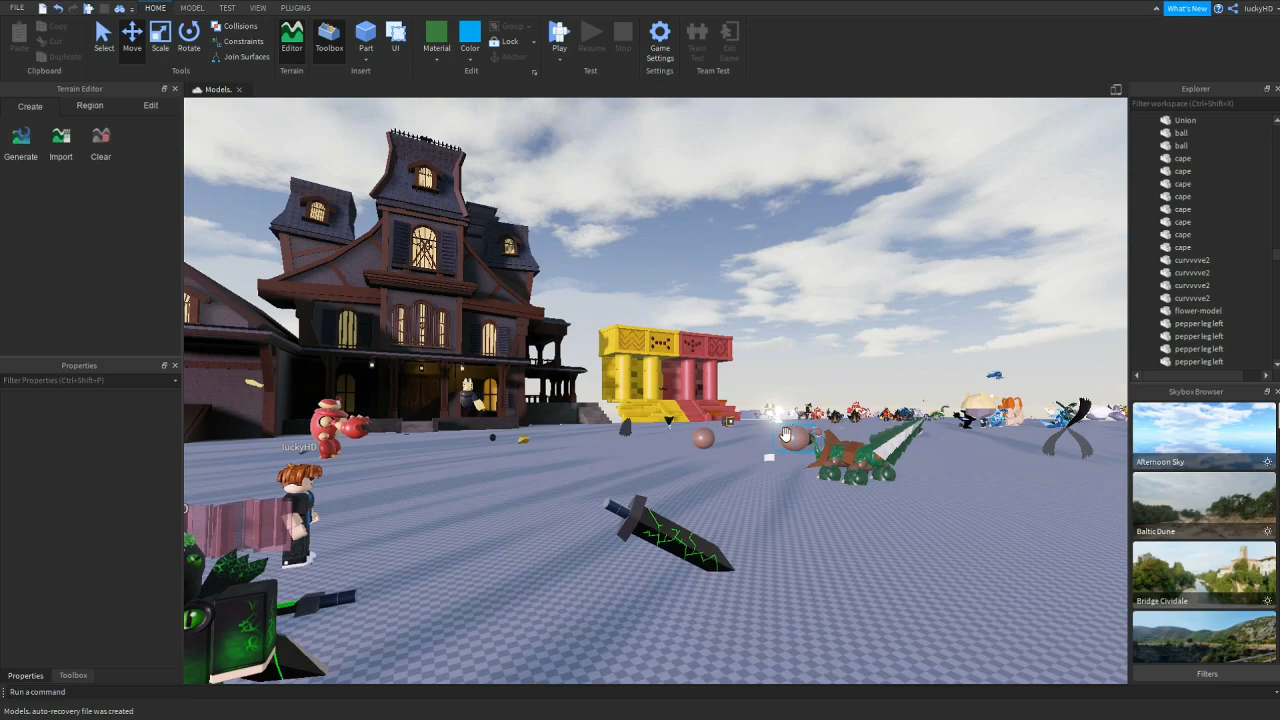 FILE HOME MODEL TEST VIEW PLUGINS What's New luckyHD
Paste Copy Cut Duplicate Select Move Scale Rotate Collisions Constraints Join Surfaces Editor Toolbox Part UI Material Color Group Lock Anchor Play Resume Stop Game Settings Team Test Exit Game
Clipboard Tools Terrain Insert Edit Test Settings Team Test
Terrain Editor
Create Region Edit
Generate Import Clear
Properties
Filter Properties (Ctrl+Shift+P)
Properties Toolbox
Models.
luckyHD
Explorer
Filter workspace (Ctrl+Shift+X)
Union
ball
ball
cape
cape
cape
cape
cape
cape
cape
cape
curvvvve2
curvvvve2
curvvvve2
curvvvve2
flower-model
pepper leg left
pepper leg left
pepper leg left
pepper leg left
Skybox Browser
Afternoon Sky
Baltic Dune
Bridge Cividale
Filters
Run a command
Models. auto-recovery file was created